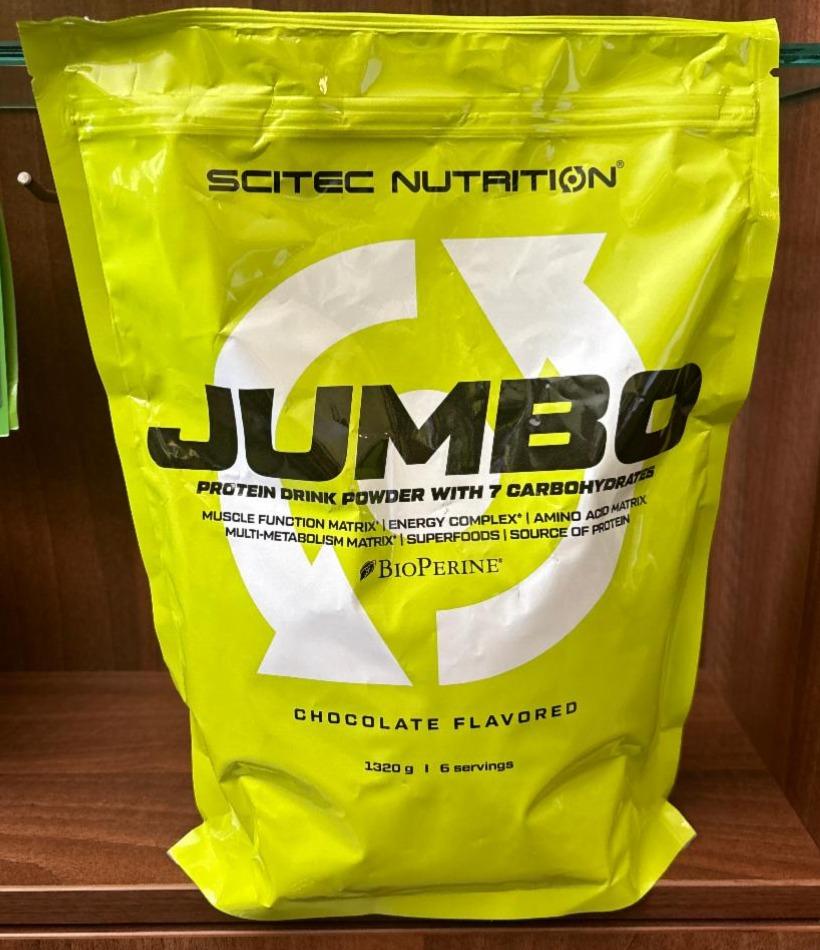 SCITEC NUTRITION®
JUMBO
PROTEIN DRINK POWDER WITH 7 CARBOHYDRATES
MUSCLE FUNCTION MATRIX* | ENERGY COMPLEX* | AMINO ACID MATRIX
MULTI-METABOLISM MATRIX* | SUPERFOODS | SOURCE OF PROTEIN
BIOPERINE®
CHOCOLATE FLAVORED
1320 g | 6 servings